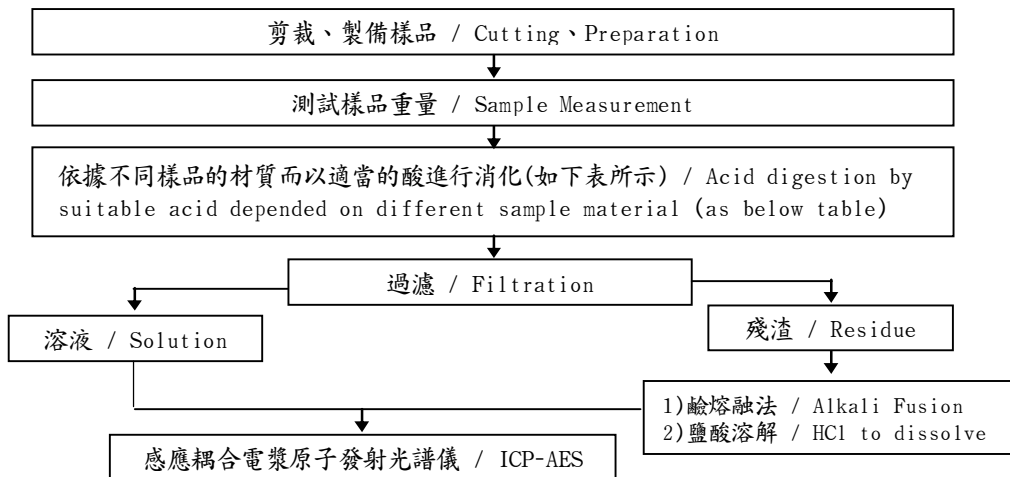 剪裁、製備樣品 / Cutting、Preparation
測試樣品重量 / Sample Measurement
依據不同樣品的材質而以適當的酸進行消化(如下表所示) / Acid digestion by
suitable acid depended on different sample material (as below table)
過濾 / Filtration
溶液 / Solution
殘渣 / Residue
1)鹼熔融法 / Alkali Fusion
2)鹽酸溶解 / HCl to dissolve
感應耦合電漿原子發射光譜儀 / ICP-AES